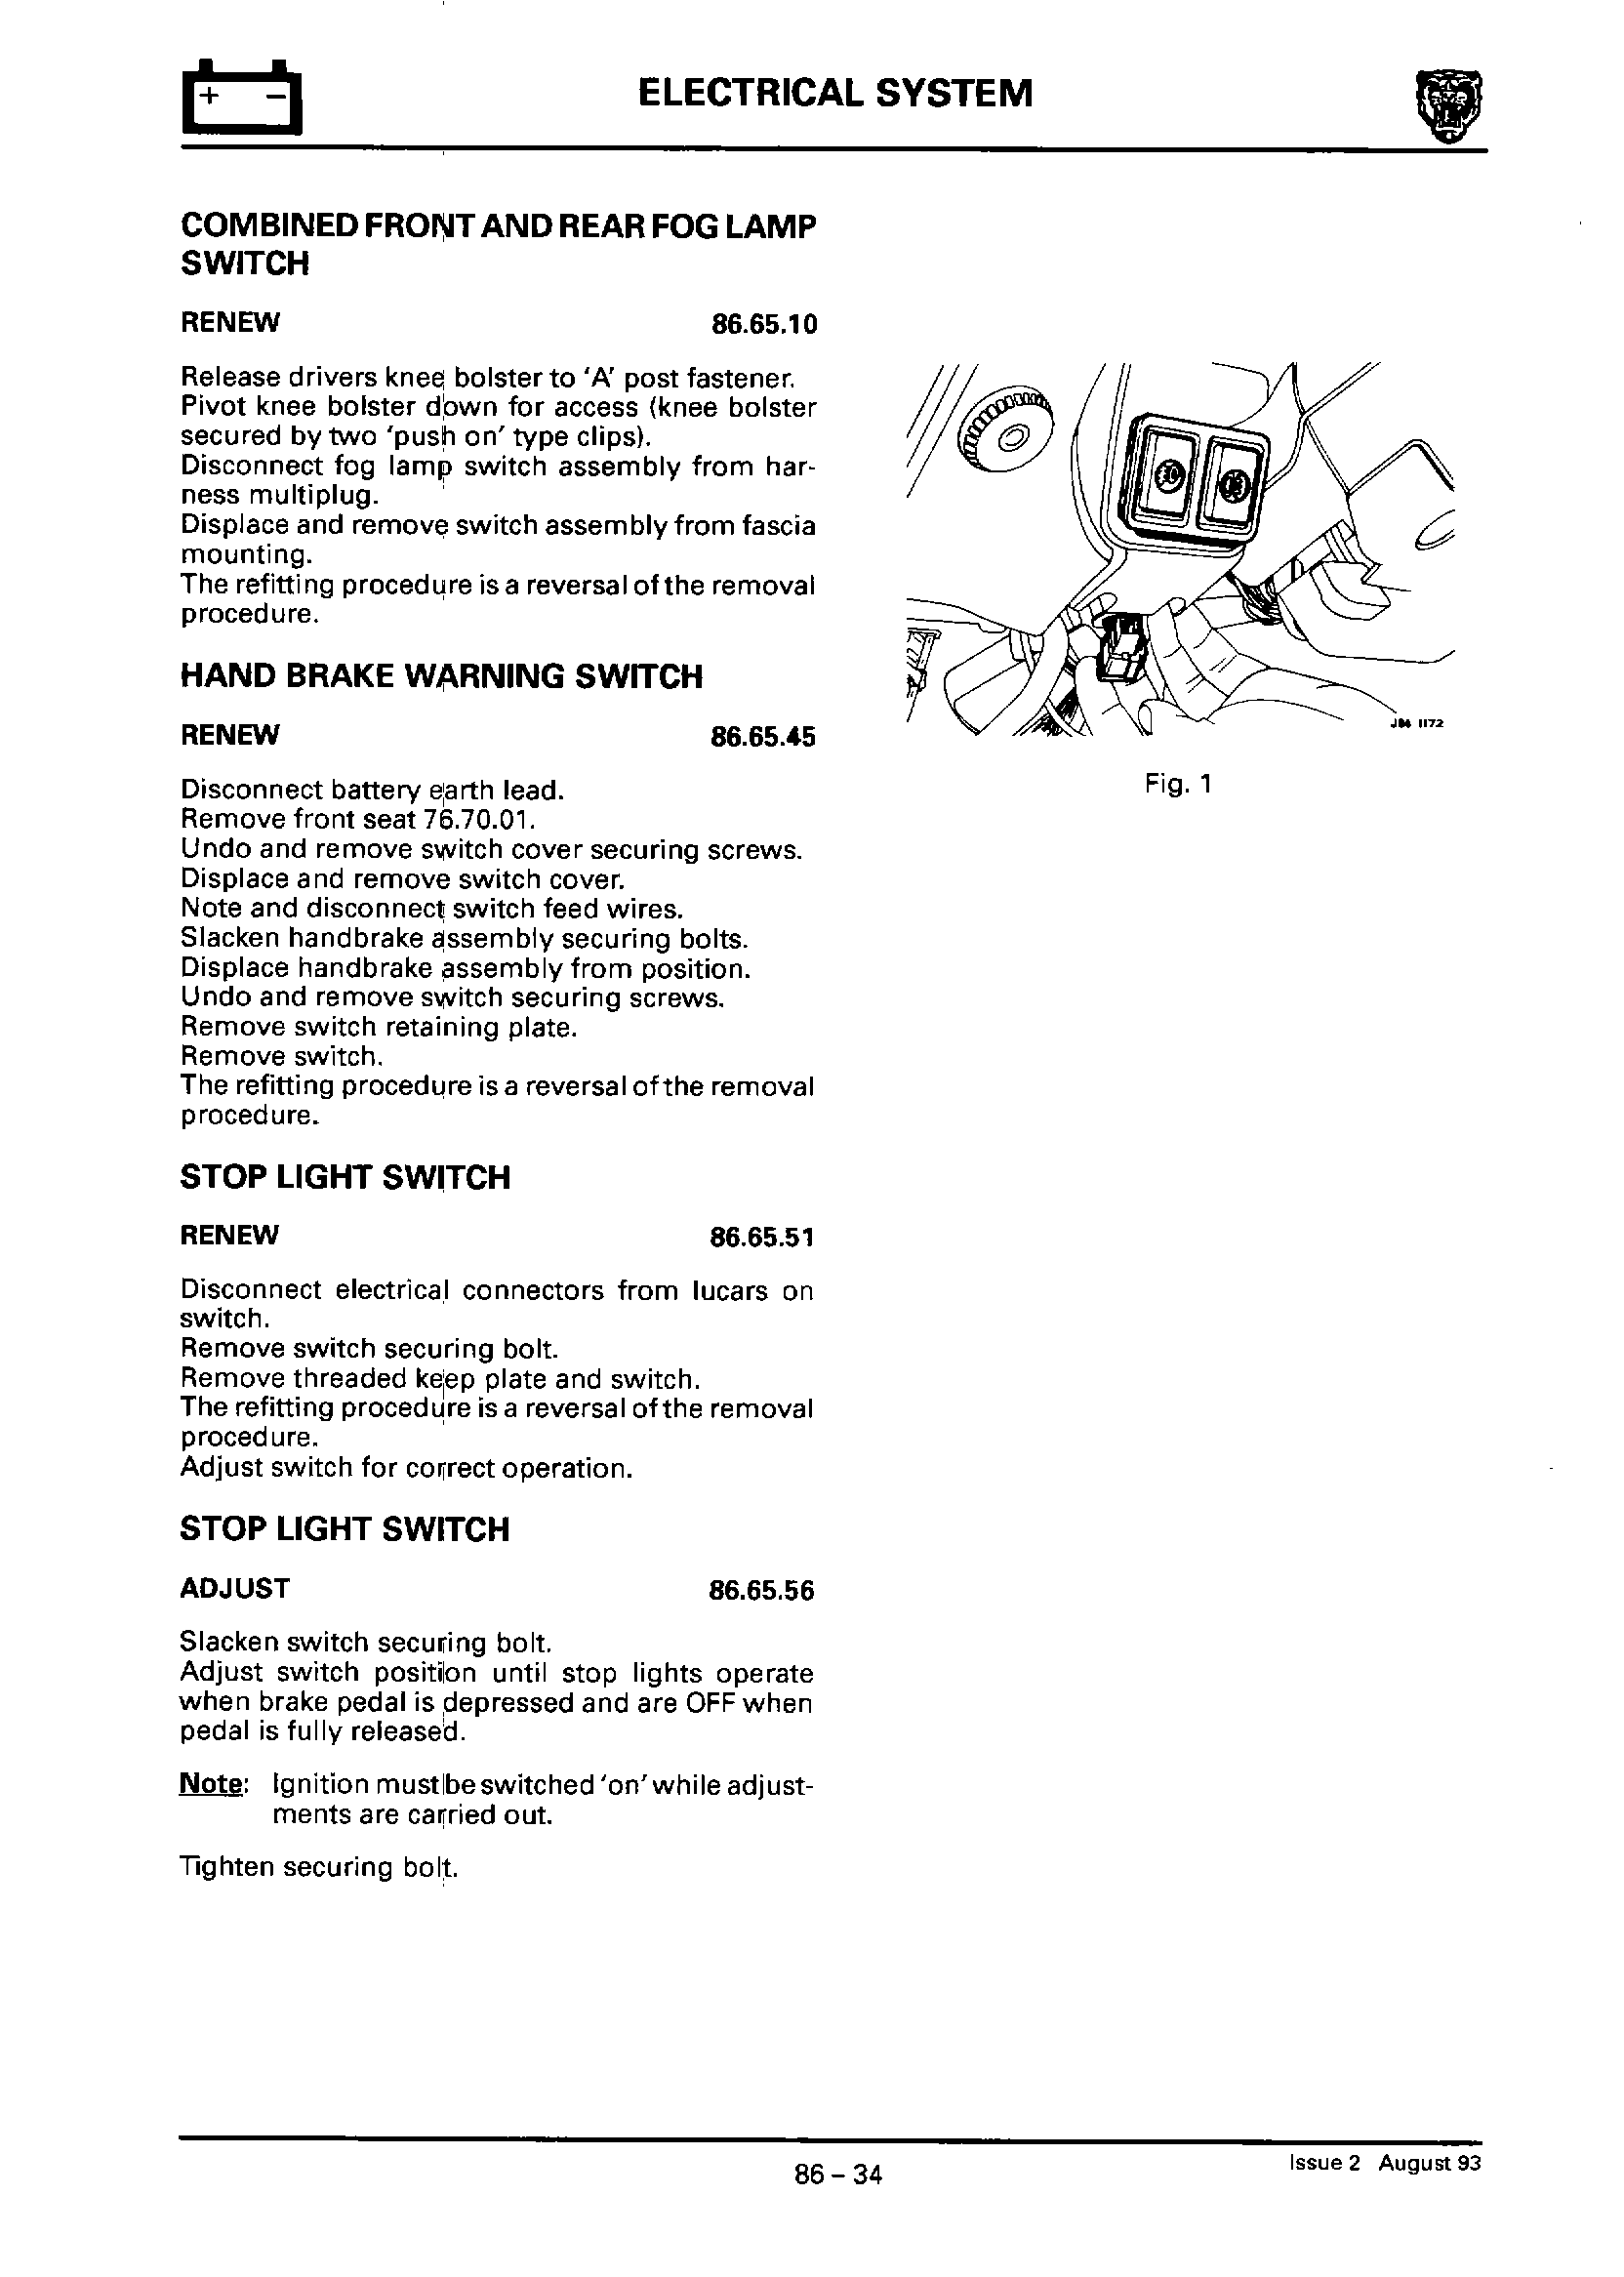 + −
ELECTRICAL SYSTEM
COMBINED FRONT AND REAR FOG LAMP
SWITCH
RENEW 86.65.10
Release drivers knee bolster to 'A' post fastener.
Pivot knee bolster down for access (knee bolster
secured by two 'push on' type clips).
Disconnect fog lamp switch assembly from har-
ness multiplug.
Displace and remove switch assembly from fascia
mounting.
The refitting procedure is a reversal of the removal
procedure.
HAND BRAKE WARNING SWITCH
RENEW 86.65.45
Disconnect battery earth lead.
Remove front seat 76.70.01.
Undo and remove switch cover securing screws.
Displace and remove switch cover.
Note and disconnect switch feed wires.
Slacken handbrake assembly securing bolts.
Displace handbrake assembly from position.
Undo and remove switch securing screws.
Remove switch retaining plate.
Remove switch.
The refitting procedure is a reversal of the removal
procedure.
STOP LIGHT SWITCH
RENEW 86.65.51
Disconnect electrical connectors from lucars on
switch.
Remove switch securing bolt.
Remove threaded keep plate and switch.
The refitting procedure is a reversal of the removal
procedure.
Adjust switch for correct operation.
STOP LIGHT SWITCH
ADJUST 86.65.56
Slacken switch securing bolt.
Adjust switch position until stop lights operate
when brake pedal is depressed and are OFF when
pedal is fully released.
Note: Ignition must be switched 'on' while adjust-
ments are carried out.
Tighten securing bolt.
1172
Fig. 1
86 – 34
Issue 2 August 93